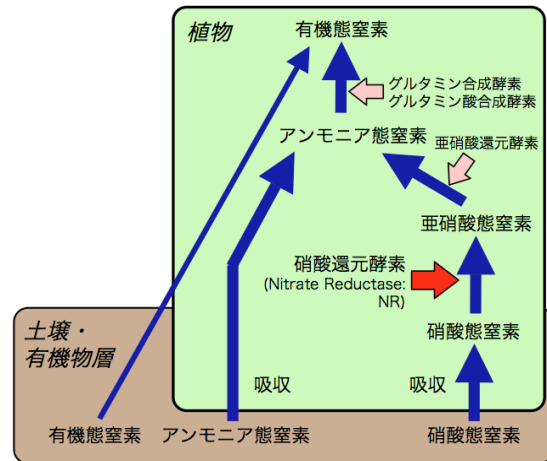 植物
有機態窒素
グルタミン合成酵素
グルタミン酸合成酵素
アンモニア態窒素
亜硝酸還元酵素
亜硝酸態窒素
硝酸還元酵素
(Nitrate Reductase:
NR)
土壌・
有機物層
硝酸態窒素
吸収
吸収
有機態窒素
アンモニア態窒素
硝酸態窒素